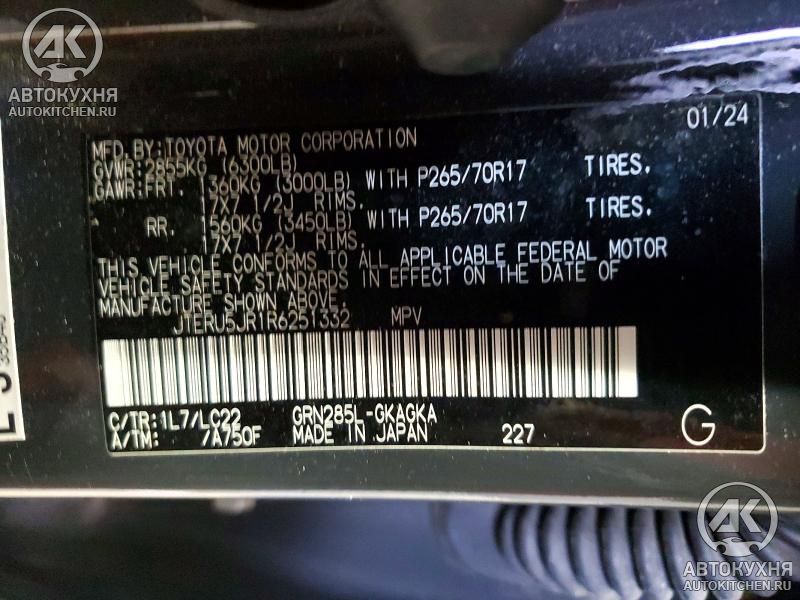 AK
АВТОКУХНЯ
AUTOKITCHEN.RU
01/24
MFD.BY:TOYOTA MOTOR CORPORATION
GVWR:2855KG (6300LB)
GAWR:FRT. 1360KG (3000LB) WITH P265/70R17 TIRES.
17X7 1/2J RIMS.
RR. 1560KG (3450LB) WITH P265/70R17 TIRES.
17X7 1/2J RIMS.
THIS VEHICLE CONFORMS TO ALL APPLICABLE FEDERAL MOTOR
VEHICLE SAFETY STANDARDS IN EFFECT ON THE DATE OF
MANUFACTURE SHOWN ABOVE.
JTERU5JR1R6251332 MPV
C/TR:1L7/LC22 GRN285L-GKAGKA
A/TM: /A750F MADE IN JAPAN 227 G
AK
АВТОКУХНЯ
AUTOKITCHEN.RU